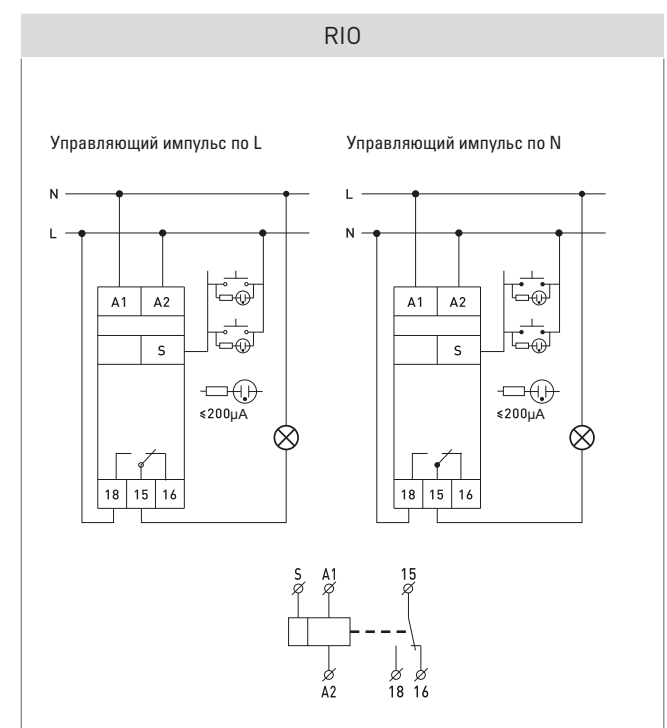 RIO
Управляющий импульс по L
Управляющий импульс по N
N
L
A1 A2
S
≤200µA
18 15 16
L
N
A1 A2
S
≤200µA
18 15 16
S A1 15
A2 18 16